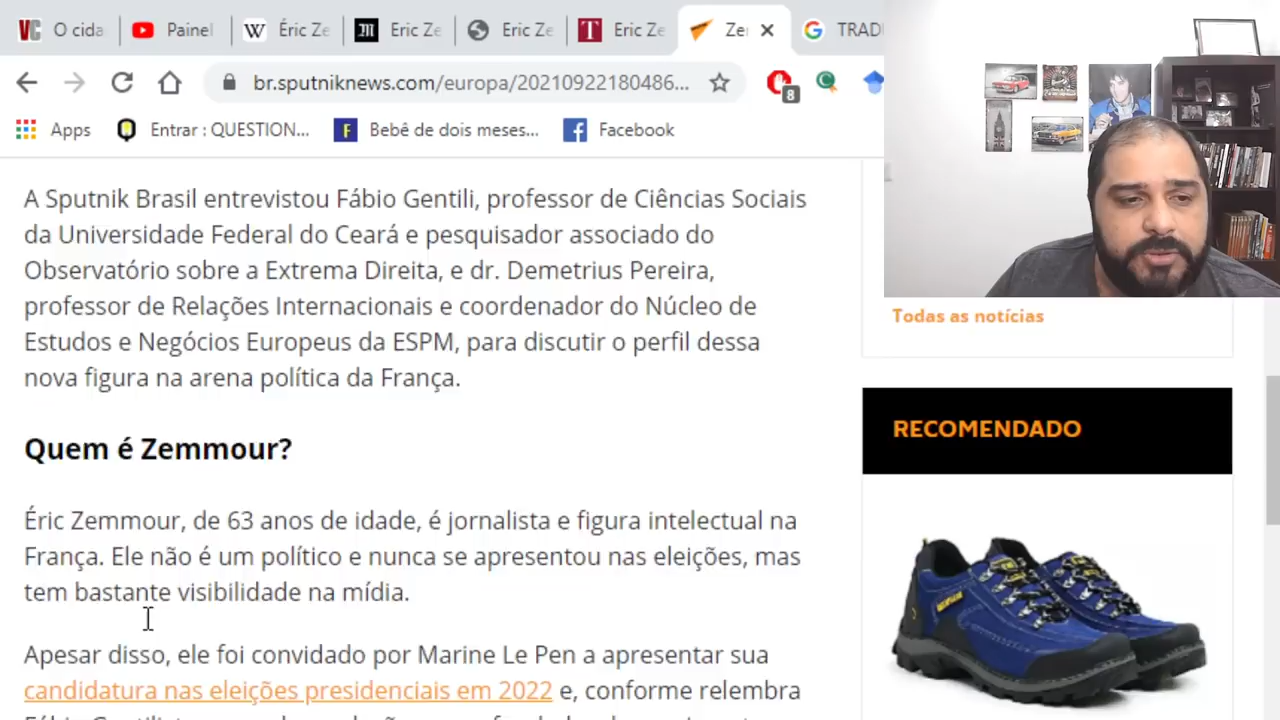 O cida
Painel
W
Éric Ze
Eric Ze
Eric Ze
T
Eric Ze
Zer
TRADU
br.sputniknews.com/europa/20210922180486...
8
Apps
Entrar : QUESTION...
F
Bebê de dois meses...
Facebook
A Sputnik Brasil entrevistou Fábio Gentili, professor de Ciências Sociais
da Universidade Federal do Ceará e pesquisador associado do
Observatório sobre a Extrema Direita, e dr. Demetrius Pereira,
professor de Relações Internacionais e coordenador do Núcleo de
Estudos e Negócios Europeus da ESPM, para discutir o perfil dessa
nova figura na arena política da França.
Todas as notícias
RECOMENDADO
Quem é Zemmour?
Éric Zemmour, de 63 anos de idade, é jornalista e figura intelectual na
França. Ele não é um político e nunca se apresentou nas eleições, mas
tem bastante visibilidade na mídia.
Apesar disso, ele foi convidado por Marine Le Pen a apresentar sua
candidatura nas eleições presidenciais em 2022 e, conforme relembra